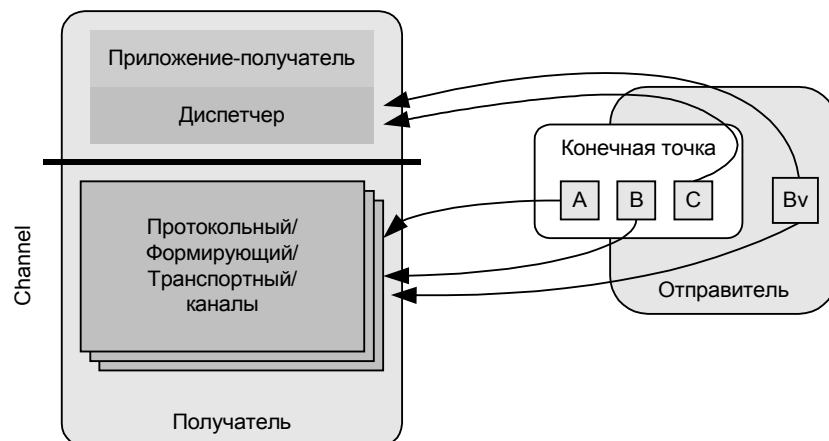 Приложение-получатель
Диспетчер
Channel
Протокольный/
Формирующий/
Транспортный/
каналы
Получатель
Конечная точка
A
B
C
Bv
Отправитель